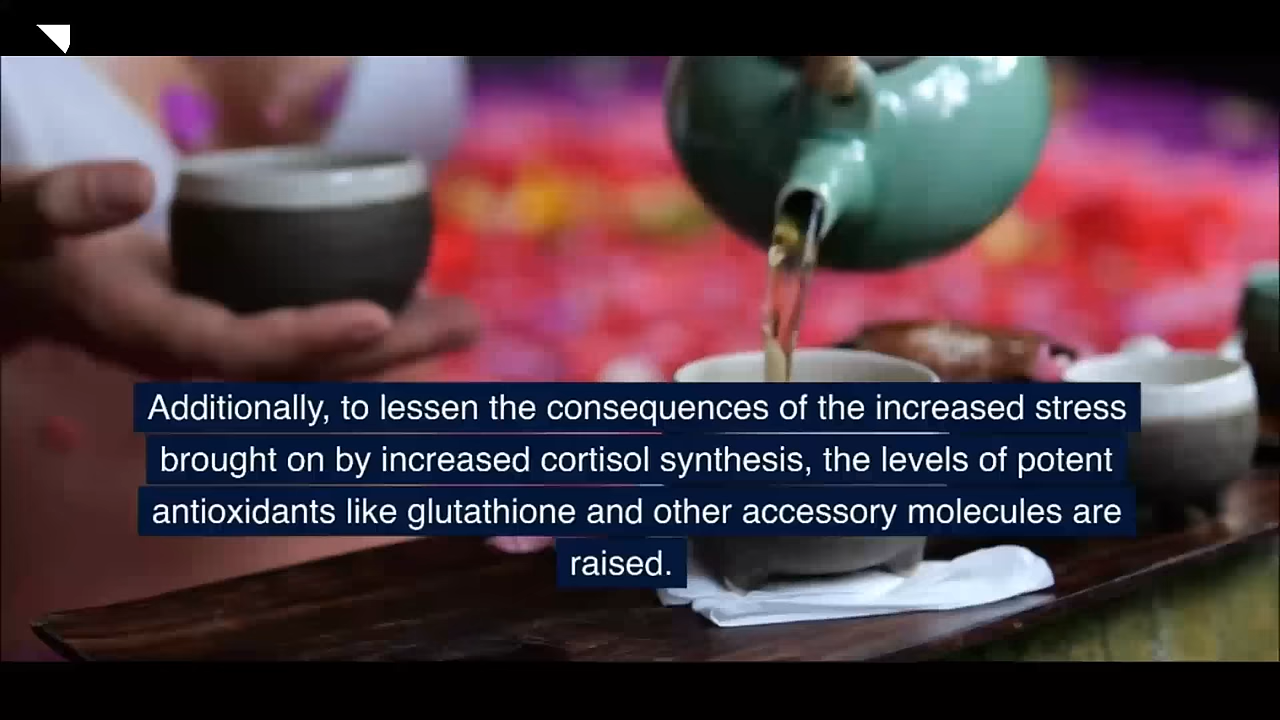 Additionally, to lessen the consequences of the increased stress
brought on by increased cortisol synthesis, the levels of potent
antioxidants like glutathione and other accessory molecules are
raised.